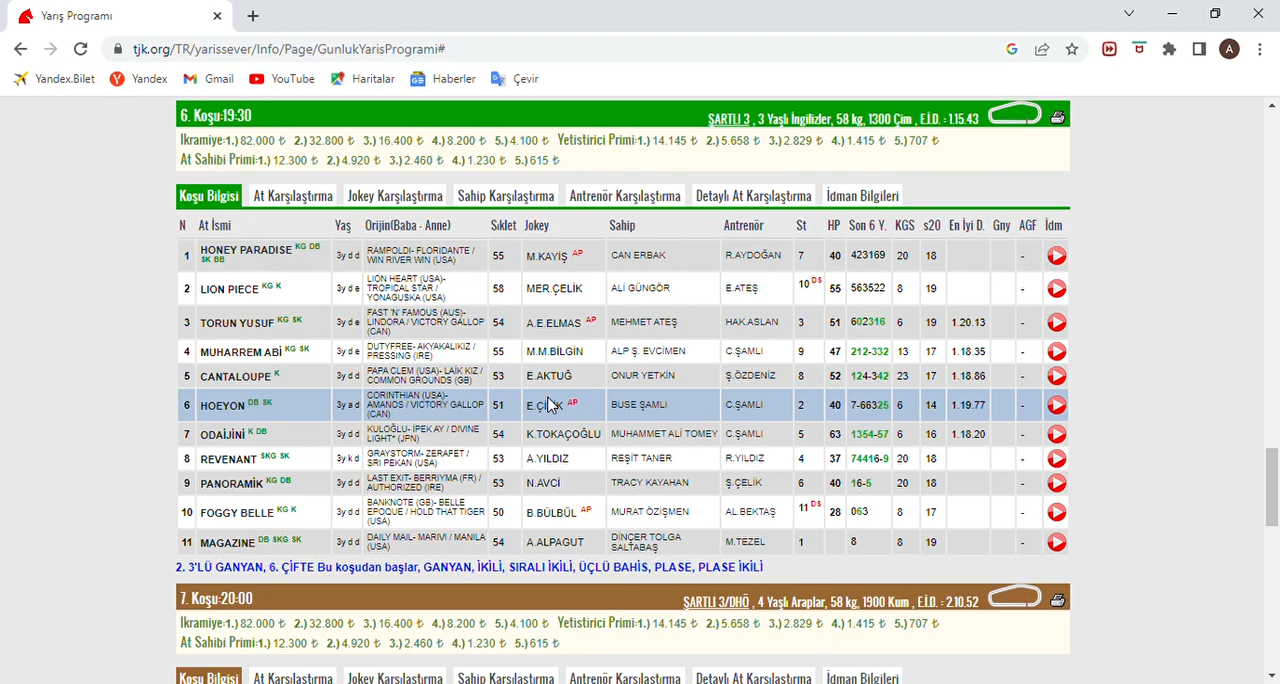 Yarış Programı
tjk.org/TR/yarissever/Info/Page/GunlukYarisProgrami#
A
Yandex.Bilet Yandex Gmail YouTube Haritalar Haberler Çevir
6. Koşu:19:30 ŞARTLI 3 , 3 Yaşlı İngilizler, 58 kg, 1300 Çim , E.İ.D. : 1.15.43
İkramiye:1.) 82.000 ₺ 2.) 32.800 ₺ 3.) 16.400 ₺ 4.) 8.200 ₺ 5.) 4.100 ₺ Yetistirici Primi:1.) 14.145 ₺ 2.) 5.658 ₺ 3.) 2.829 ₺ 4.) 1.415 ₺ 5.) 707 ₺
At Sahibi Primi:1.) 12.300 ₺ 2.) 4.920 ₺ 3.) 2.460 ₺ 4.) 1.230 ₺ 5.) 615 ₺
Koşu Bilgisi At Karşılaştırma Jokey Karşılaştırma Sahip Karşılaştırma Antrenör Karşılaştırma Detaylı At Karşılaştırma İdman Bilgileri
N At İsmi Yaş Orijin(Baba - Anne) Sıklet Jokey Sahip Antrenör St HP Son 6 Y. KGS s20 En İyi D. Gny AGF İdm
1 HONEY PARADISE KG DB SK BB 3y d d RAMPOLDI- FLORIDANTE / WIN RIVER WIN (USA) 55 M.KAYİŞ AP CAN ERBAK R.AYDOĞAN 7 40 423169 20 18 -
2 LION PIECE KG K 3y d e LION HEART (USA)- TROPICAL STAR / YONAGUSKA (USA) 58 MER.ÇELİK ALİ GÜNGÖR E.ATEŞ 10 DS 55 563522 8 19 -
3 TORUN YUSUF KG SK 3y d e FAST 'N' FAMOUS (AUS)- LINDORA / VICTORY GALLOP (CAN) 54 A.E.ELMAS AP MEHMET ATEŞ HAK.ASLAN 3 51 602316 6 19 1.20.13 -
4 MUHARREM ABİ KG SK 3y d e DUTYFREE- AKYAKALIKIZ / PRESSING (IRE) 55 M.M.BİLGİN ALP Ş. EVCİMEN C.ŞAMLI 9 47 212-332 13 17 1.18.35 -
5 CANTALOUPE K 3y d d PAPA CLEM (USA)- LAİK KIZ / COMMON GROUNDS (GB) 53 E.AKTUĞ ONUR YETKİN Ş.ÖZDENİZ 8 52 124-342 23 17 1.18.86 -
6 HOEYON DB SK 3y a d CORINTHIAN (USA)- AMANOS / VICTORY GALLOP (CAN) 51 AP BUSE ŞAMLI C.ŞAMLI 2 40 7-66325 6 14 1.19.77 -
7 ODAİJİNİ K DB 3y d d KULOĞLU- İPEK AY / DIVINE LIGHT* (JPN) 54 K.TOKAÇOĞLU MUHAMMET ALİ TOMEY C.ŞAMLI 5 63 1354-57 6 16 1.18.20 -
8 REVENANT SKG SK 3y k d GRAYSTORM- ZERAFET / SRI PEKAN (USA) 53 A.YILDIZ REŞİT TANER R.YILDIZ 4 37 74416-9 20 18 -
9 PANORAMİK KG DB 3y d d LAST EXIT- BERRIYMA (FR) / AUTHORIZED (IRE) 53 N.AVCİ TRACY KAYAHAN Ş.ÇELİK 6 40 16-5 20 18 -
10 FOGGY BELLE KG K 3y d d BANKNOTE (GB)- BELLE EPOQUE / HOLD THAT TIGER (USA) 50 B.BÜLBÜL AP MURAT ÖZİŞMEN AL.BEKTAŞ 11 DS 28 063 8 17 -
11 MAGAZINE DB SKG SK 3y d d DAILY MAIL- MARIVI / MANILA (USA) 54 A.ALPAGUT DİNÇER TOLGA SALTABAŞ M.TEZEL 1 8 8 19 -
2. 3'LÜ GANYAN, 6. ÇİFTE Bu koşudan başlar, GANYAN, İKİLİ, SIRALI İKİLİ, ÜÇLÜ BAHİS, PLASE, PLASE İKİLİ
7. Koşu:20:00 ŞARTLI 3/DHÖ , 4 Yaşlı Araplar, 58 kg, 1900 Kum , E.İ.D. : 2.10.52
İkramiye:1.) 82.000 ₺ 2.) 32.800 ₺ 3.) 16.400 ₺ 4.) 8.200 ₺ 5.) 4.100 ₺ Yetistirici Primi:1.) 14.145 ₺ 2.) 5.658 ₺ 3.) 2.829 ₺ 4.) 1.415 ₺ 5.) 707 ₺
At Sahibi Primi:1.) 12.300 ₺ 2.) 4.920 ₺ 3.) 2.460 ₺ 4.) 1.230 ₺ 5.) 615 ₺
Koşu Bilgisi At Karşılaştırma Jokey Karşılaştırma Sahip Karşılaştırma Antrenör Karşılaştırma Detaylı At Karşılaştırma İdman Bilgileri